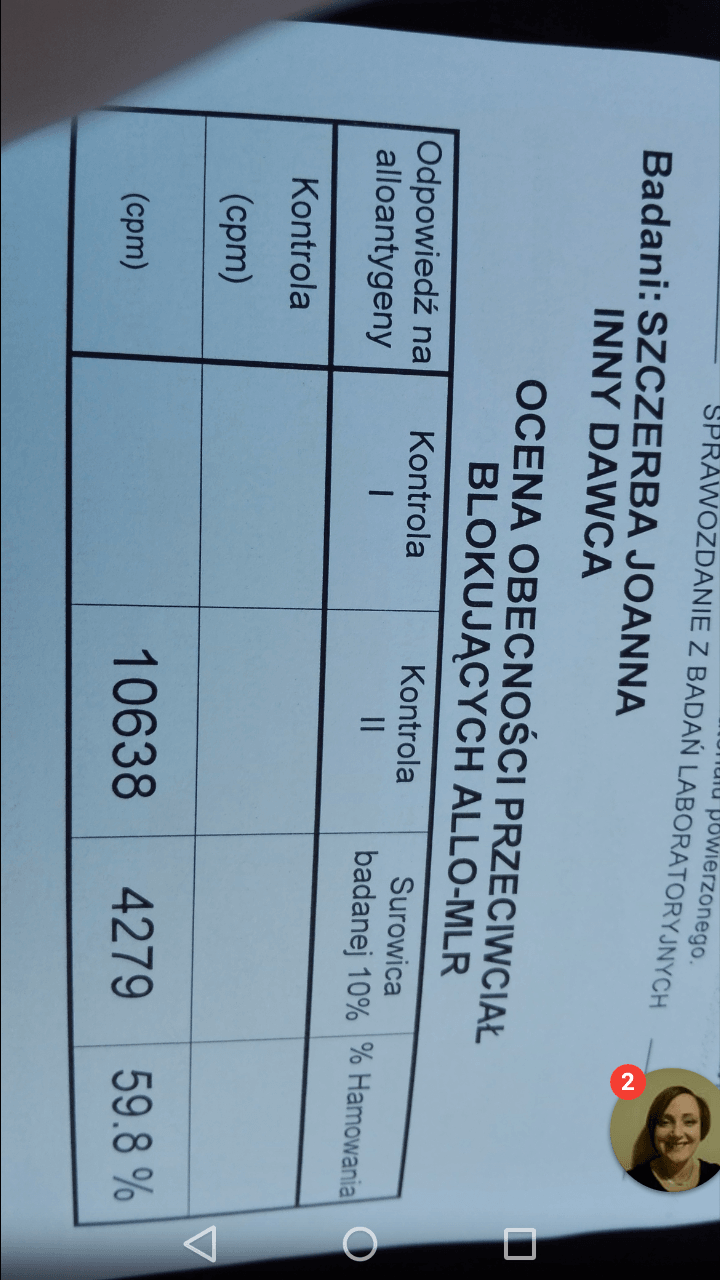 powierzonego.
SPRAWOZDANIE Z BADAŃ LABORATORYJNYCH
Badani: SZCZERBA JOANNA
INNY DAWCA
OCENA OBECNOŚCI PRZECIWCIAŁ
BLOKUJĄCYCH ALLO-MLR
Odpowiedź na
alloantygeny
Kontrola
I
Kontrola
II
Surowica
badanej 10%
% Hamowania
Kontrola
(cpm)
(cpm)
10638
4279
59.8 %
2